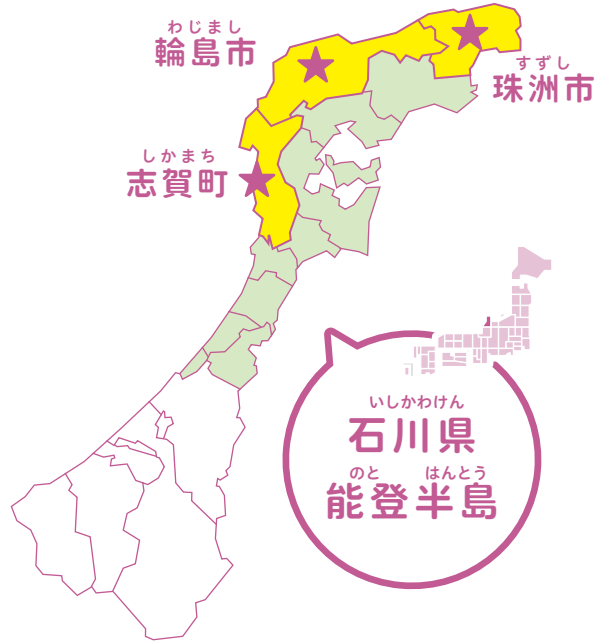 わじまし
輪島市
すずし
珠洲市
しかまち
志賀町
いしかわけん
石川県
のと はんとう
能登半島